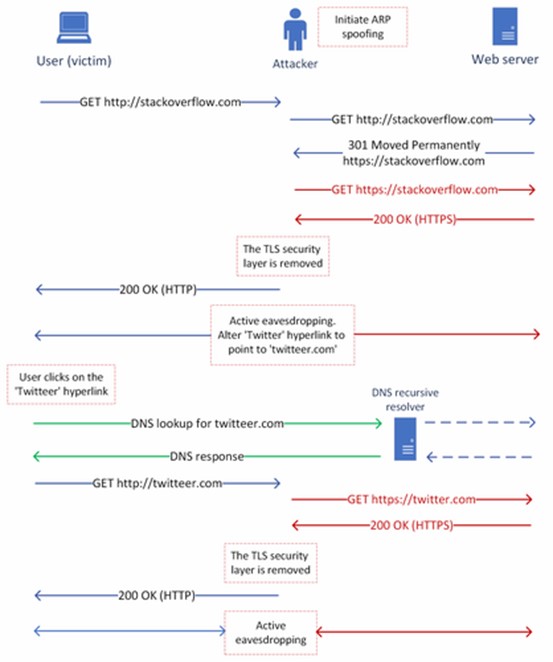 Initiate ARP
spoofing
User (victim)
Attacker
Web server
GET http://stackoverflow.com
GET http://stackoverflow.com
301 Moved Permanently
https://stackoverflow.com
GET https://stackoverflow.com
200 OK (HTTPS)
The TLS security
layer is removed
200 OK (HTTP)
Active eavesdropping.
Alter 'Twitter' hyperlink to
point to 'twitteer.com'
User clicks on the
'Twitteer' hyperlink
DNS recursive
resolver
DNS lookup for twitteer.com
DNS response
GET http://twitteer.com
GET https://twitter.com
200 OK (HTTPS)
The TLS security
layer is removed
200 OK (HTTP)
Active
eavesdropping